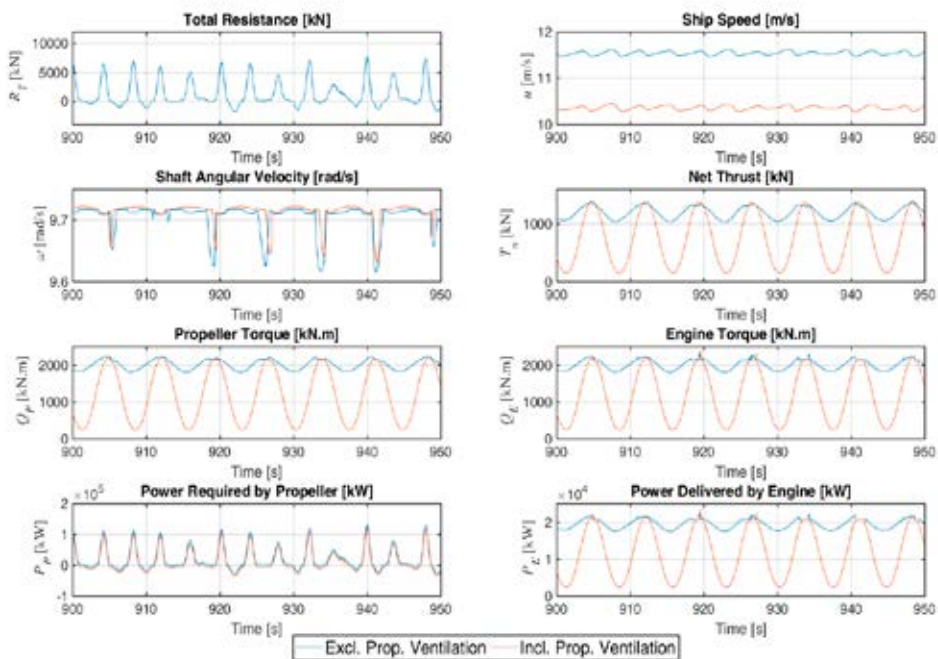 Total Resistance [kN]
10000
5000
0
R_T [kN]
900 910 920 930 940 950
Time [s]
Ship Speed [m/s]
12
11
10
u [m/s]
900 910 920 930 940 950
Time [s]
Shaft Angular Velocity [rad/s]
9.7
9.6
ω [rad/s]
900 910 920 930 940 950
Time [s]
Net Thrust [kN]
1000
0
T_n [kN]
900 910 920 930 940 950
Time [s]
Propeller Torque [kN.m]
2000
1000
0
Q_P [kN.m]
900 910 920 930 940 950
Time [s]
Engine Torque [kN.m]
2000
1000
0
Q_E [kN.m]
900 910 920 930 940 950
Time [s]
Power Required by Propeller [kW]
× 10^5
2
1
0
-1
P_P [kW]
900 910 920 930 940 950
Time [s]
Power Delivered by Engine [kW]
× 10^4
2
1
0
P_E [kW]
900 910 920 930 940 950
Time [s]
Excl. Prop. Ventilation Incl. Prop. Ventilation